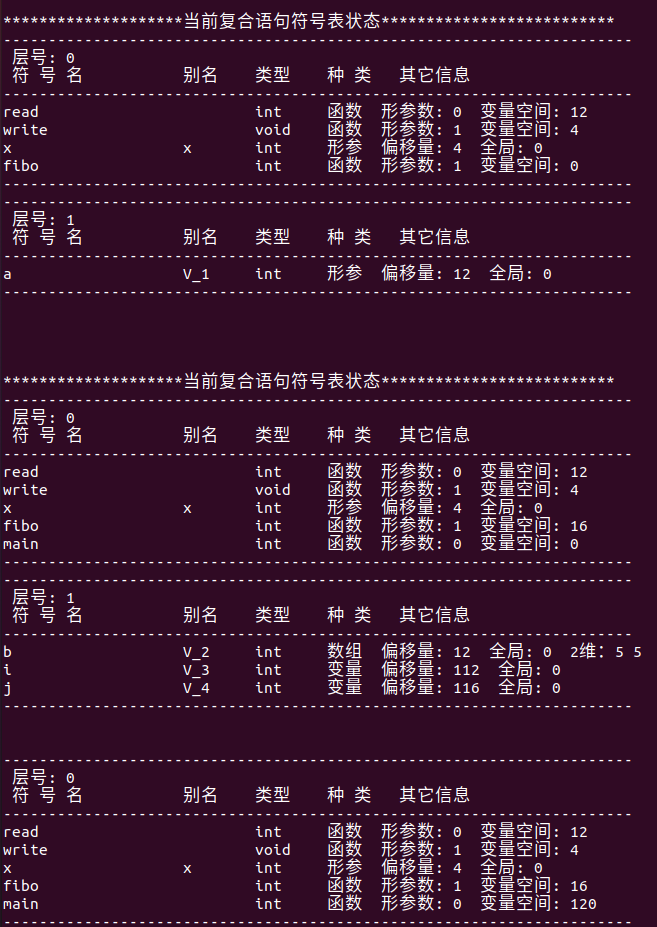 ********************当前复合语句符号表状态**************************
----------------------------------------------------------------------
 层号: 0
 符 号 名           别名    类型    种 类   其它信息
----------------------------------------------------------------------
read                        int     函数  形参数: 0  变量空间: 12
write                       void    函数  形参数: 1  变量空间: 4
x                   x       int     形参  偏移量: 4  全局: 0
fibo                        int     函数  形参数: 1  变量空间: 0
----------------------------------------------------------------------
----------------------------------------------------------------------
 层号: 1
 符 号 名           别名    类型    种 类   其它信息
----------------------------------------------------------------------
a                   V_1     int     形参  偏移量: 12  全局: 0
----------------------------------------------------------------------
********************当前复合语句符号表状态**************************
----------------------------------------------------------------------
 层号: 0
 符 号 名           别名    类型    种 类   其它信息
----------------------------------------------------------------------
read                        int     函数  形参数: 0  变量空间: 12
write                       void    函数  形参数: 1  变量空间: 4
x                   x       int     形参  偏移量: 4  全局: 0
fibo                        int     函数  形参数: 1  变量空间: 16
main                        int     函数  形参数: 0  变量空间: 0
----------------------------------------------------------------------
----------------------------------------------------------------------
 层号: 1
 符 号 名           别名    类型    种 类   其它信息
----------------------------------------------------------------------
b                   V_2     int     数组  偏移量: 12  全局: 0  2维: 5 5
i                   V_3     int     变量  偏移量: 112  全局: 0
j                   V_4     int     变量  偏移量: 116  全局: 0
----------------------------------------------------------------------
----------------------------------------------------------------------
 层号: 0
 符 号 名           别名    类型    种 类   其它信息
----------------------------------------------------------------------
read                        int     函数  形参数: 0  变量空间: 12
write                       void    函数  形参数: 1  变量空间: 4
x                   x       int     形参  偏移量: 4  全局: 0
fibo                        int     函数  形参数: 1  变量空间: 16
main                        int     函数  形参数: 0  变量空间: 120
----------------------------------------------------------------------